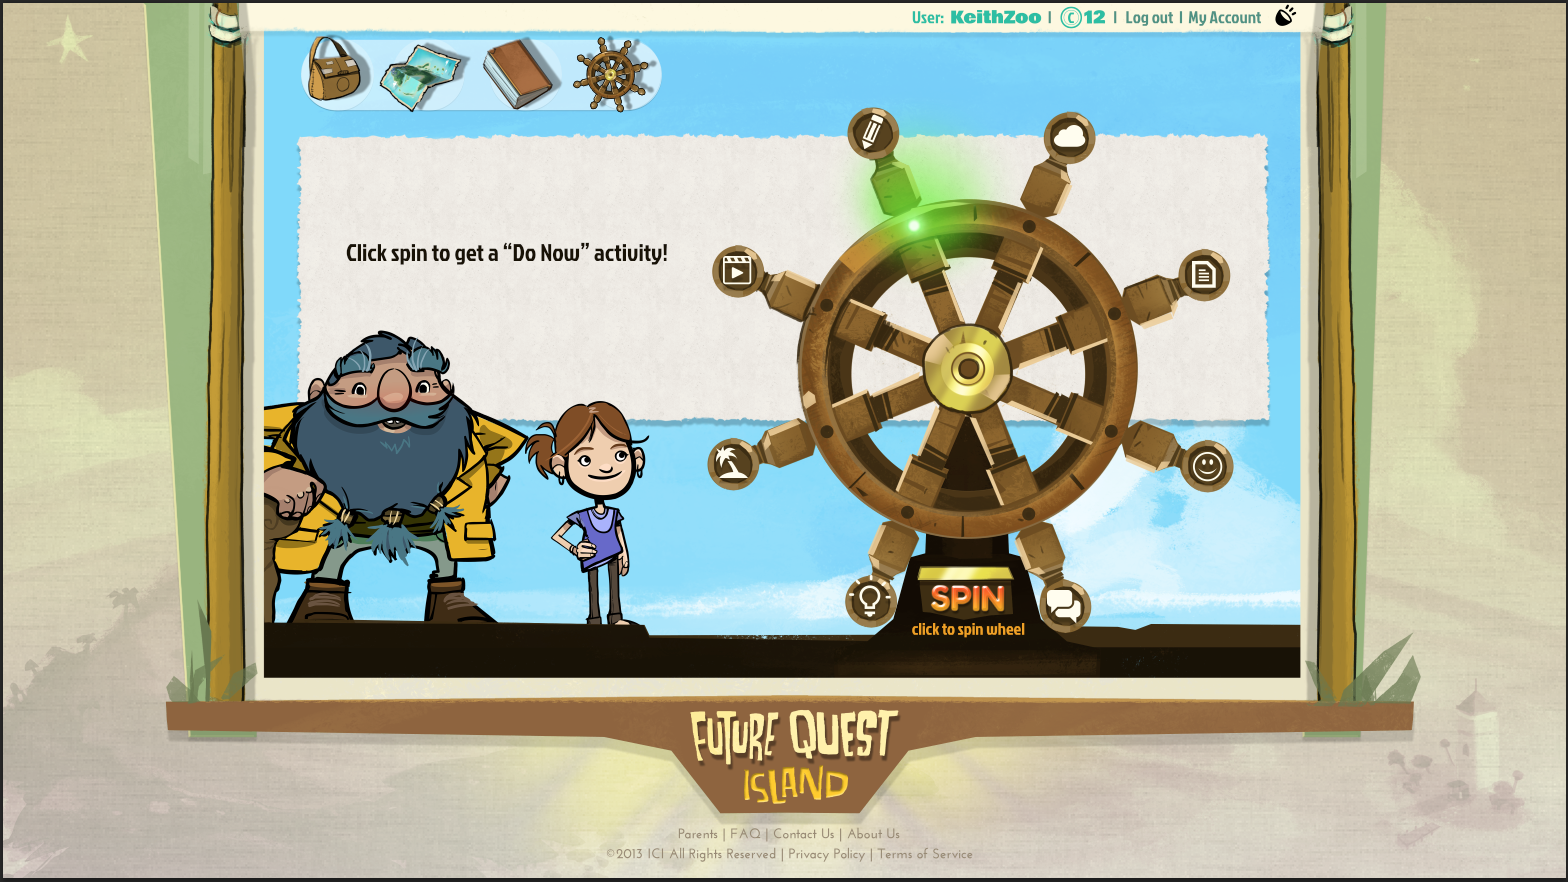 User: KeithZoo | © 12 | Log out | My Account
Click spin to get a “Do Now” activity!
SPIN
click to spin wheel
FUTURE QUEST
ISLAND
Parents | FAQ | Contact Us | About Us
©2013 ICI All Rights Reserved | Privacy Policy | Terms of Service